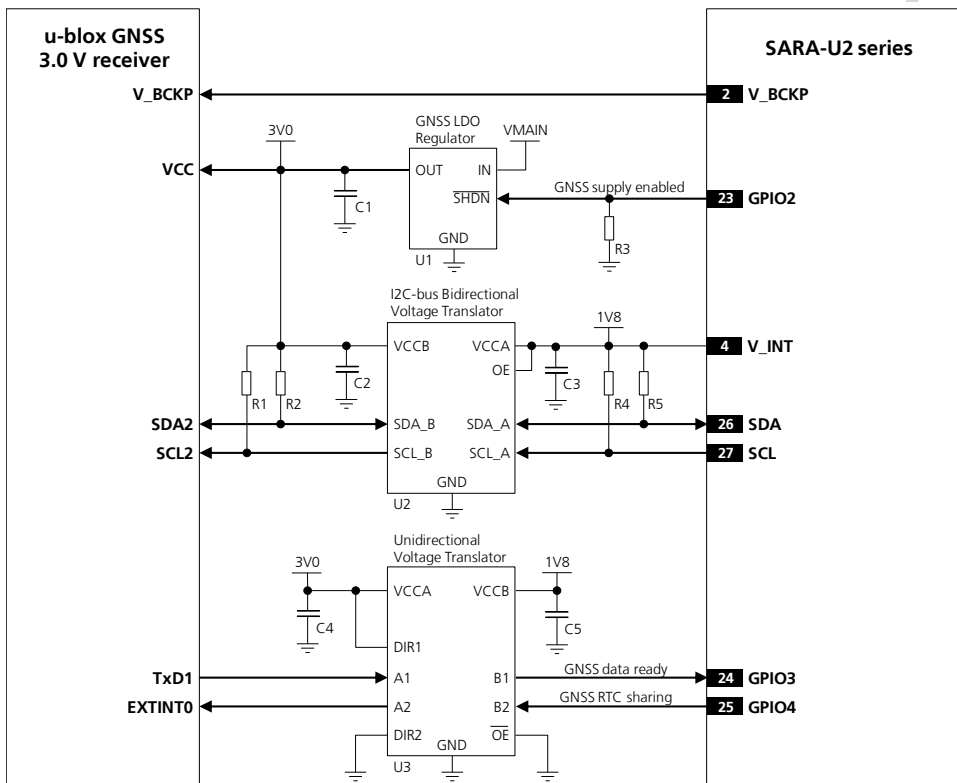 u-blox GNSS
3.0 V receiver
SARA-U2 series
V_BCKP
2 V_BCKP
GNSS LDO
Regulator
3V0
VMAIN
VCC
OUT
IN
GNSS supply enabled
23 GPIO2
C1
SHDN
R3
GND
U1
I2C-bus Bidirectional
Voltage Translator
1V8
VCCB
VCCA
4 V_INT
OE
C2
C3
R1
R2
R4
R5
SDA2
SDA_B
SDA_A
26 SDA
SCL2
SCL_B
SCL_A
27 SCL
GND
U2
Unidirectional
Voltage Translator
3V0
1V8
VCCA
VCCB
C4
C5
DIR1
TxD1
A1
B1
GNSS data ready
24 GPIO3
EXTINT0
A2
B2
GNSS RTC sharing
25 GPIO4
DIR2
OE
GND
U3